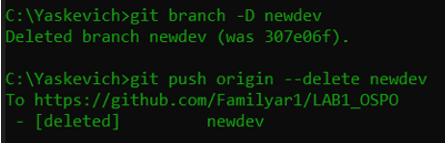 C:\Yaskevich>git branch -D newdev
Deleted branch newdev (was 307e06f).
C:\Yaskevich>git push origin --delete newdev
To https://github.com/Familyar1/LAB1_OSPO
 - [deleted]         newdev